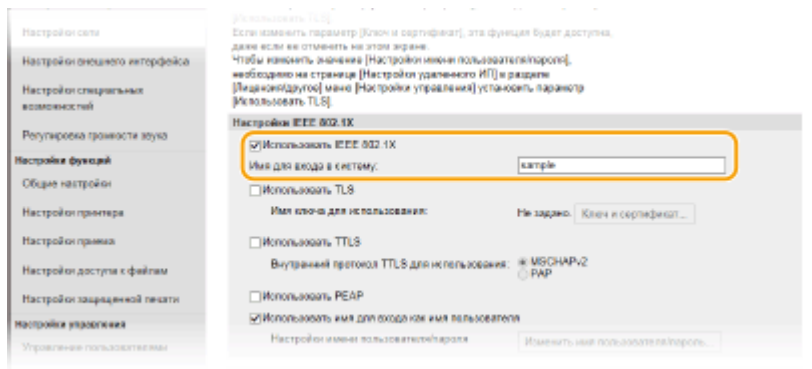 Настройки сети
Настройки внешнего интерфейса
Настройки специальных
возможностей
Регулировка громкости звука
Настройки функций
Общие настройки
Настройки принтера
Настройки приема
Настройки доступа к файлам
Настройки защищенной печати
Настройки управления
Управление пользователями
[Использовать TLS].
Если изменить параметр [Ключ и сертификат], эта функция будет доступна,
даже если ее отменить на этом экране.
Чтобы изменить значение [Настройки имени пользователя/пароля],
необходимо на странице [Настройки удаленного ИП] в разделе
[Лицензия/другое] меню [Настройки управления] установить параметр
[Использовать TLS].
Настройки IEEE 802.1X
Использовать IEEE 802.1X
Имя для входа в систему: sample
Использовать TLS
Имя ключа для использования: Не задано. Ключ и сертификат...
Использовать TTLS
Внутренний протокол TTLS для использования: MSCHAPv2
PAP
Использовать PEAP
Использовать имя для входа как имя пользователя
Настройки имени пользователя/пароля Изменить имя пользователя/пароль...